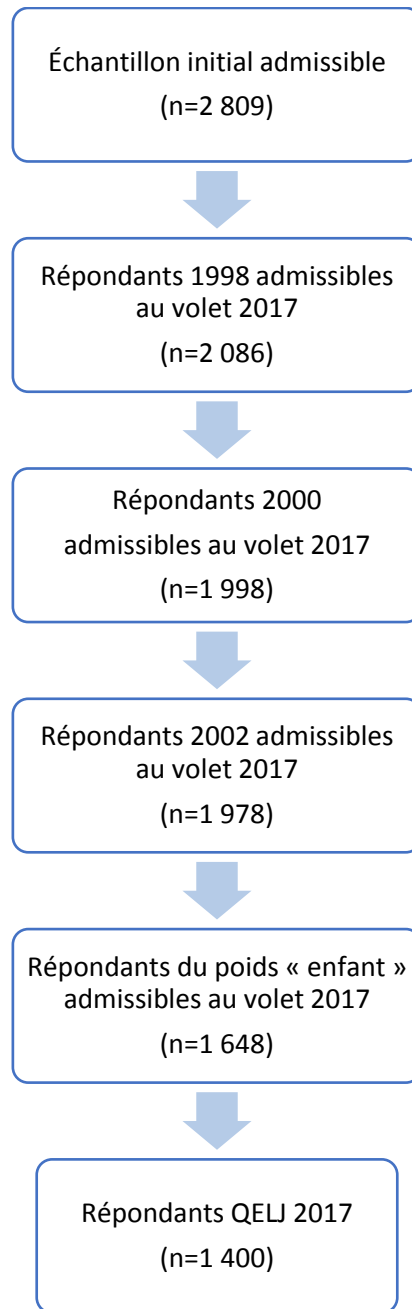 Échantillon initial admissible
(n=2 809)
Répondants 1998 admissibles
au volet 2017
(n=2 086)
Répondants 2000
admissibles au volet 2017
(n=1 998)
Répondants 2002 admissibles
au volet 2017
(n=1 978)
Répondants du poids « enfant »
admissibles au volet 2017
(n=1 648)
Répondants QELJ 2017
(n=1 400)